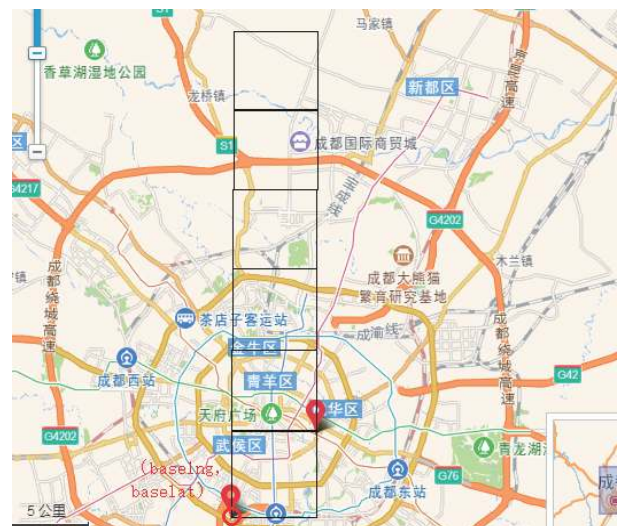 马家镇
香草湖湿地公园
龙桥镇
新都区
成都国际商贸城
S1
宝成线
G4217
G4202
成都大熊猫
繁育研究基地
木兰镇
成都绕城高速
成都绕城高速
茶店子客运站
成渝线
金牛区
成都西站
青羊区
G42
天府广场
华区
G4202
武侯区
青龙湖湿
(baselng,
baselat)
成都东站
G76
5公里